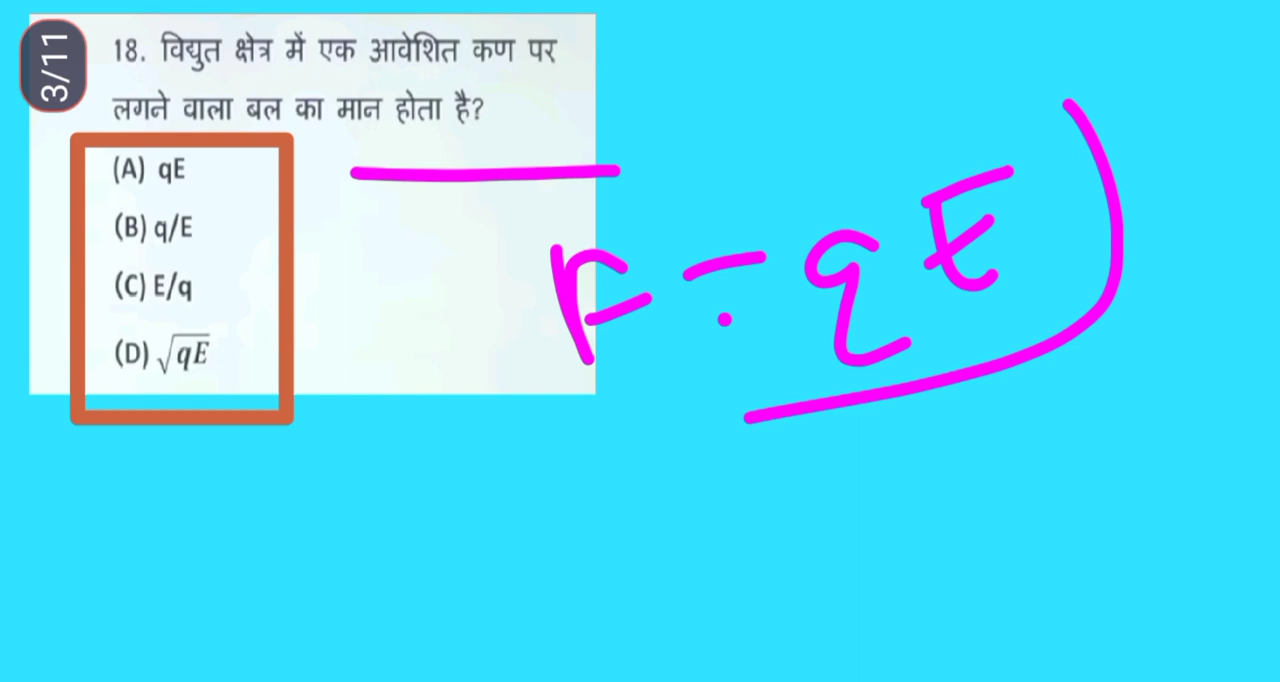 3/11
18. विद्युत क्षेत्र में एक आवेशित कण पर
लगने वाला बल का मान होता है?
(A) qE
(B) q/E
(C) E/q
(D) √qE
F = qE